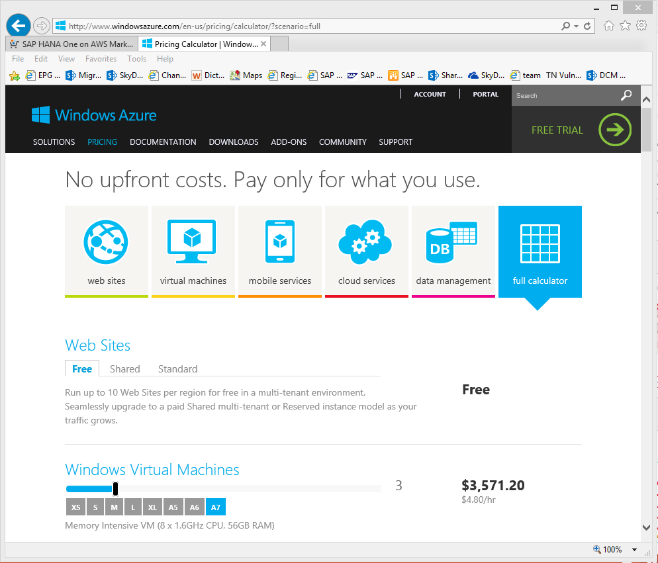 http://www.windowsazure.com/en-us/pricing/calculator/?scenario=full
SAP HANA One on AWS Mark...
Pricing Calculator | Window...
File Edit View Favorites Tools Help
EPG ... Migr... SkyD... Chan... Dict... Maps Regi... SAP ... SAP ... SAP ... Shar... SkyD... team TN Vuln... DCM ...
ACCOUNT PORTAL Search
Windows Azure
FREE TRIAL
SOLUTIONS PRICING DOCUMENTATION DOWNLOADS ADD-ONS COMMUNITY SUPPORT
No upfront costs. Pay only for what you use.
DB
web sites virtual machines mobile services cloud services data management full calculator
Web Sites
Free Shared Standard
Free
Run up to 10 Web Sites per region for free in a multi-tenant environment.
Seamlessly upgrade to a paid Shared multi-tenant or Reserved instance model as your
traffic grows.
Windows Virtual Machines
3 $3,571.20
$4.80/hr
XS S M L XL A5 A6 A7
Memory Intensive VM (8 x 1.6GHz CPU, 56GB RAM)
100%